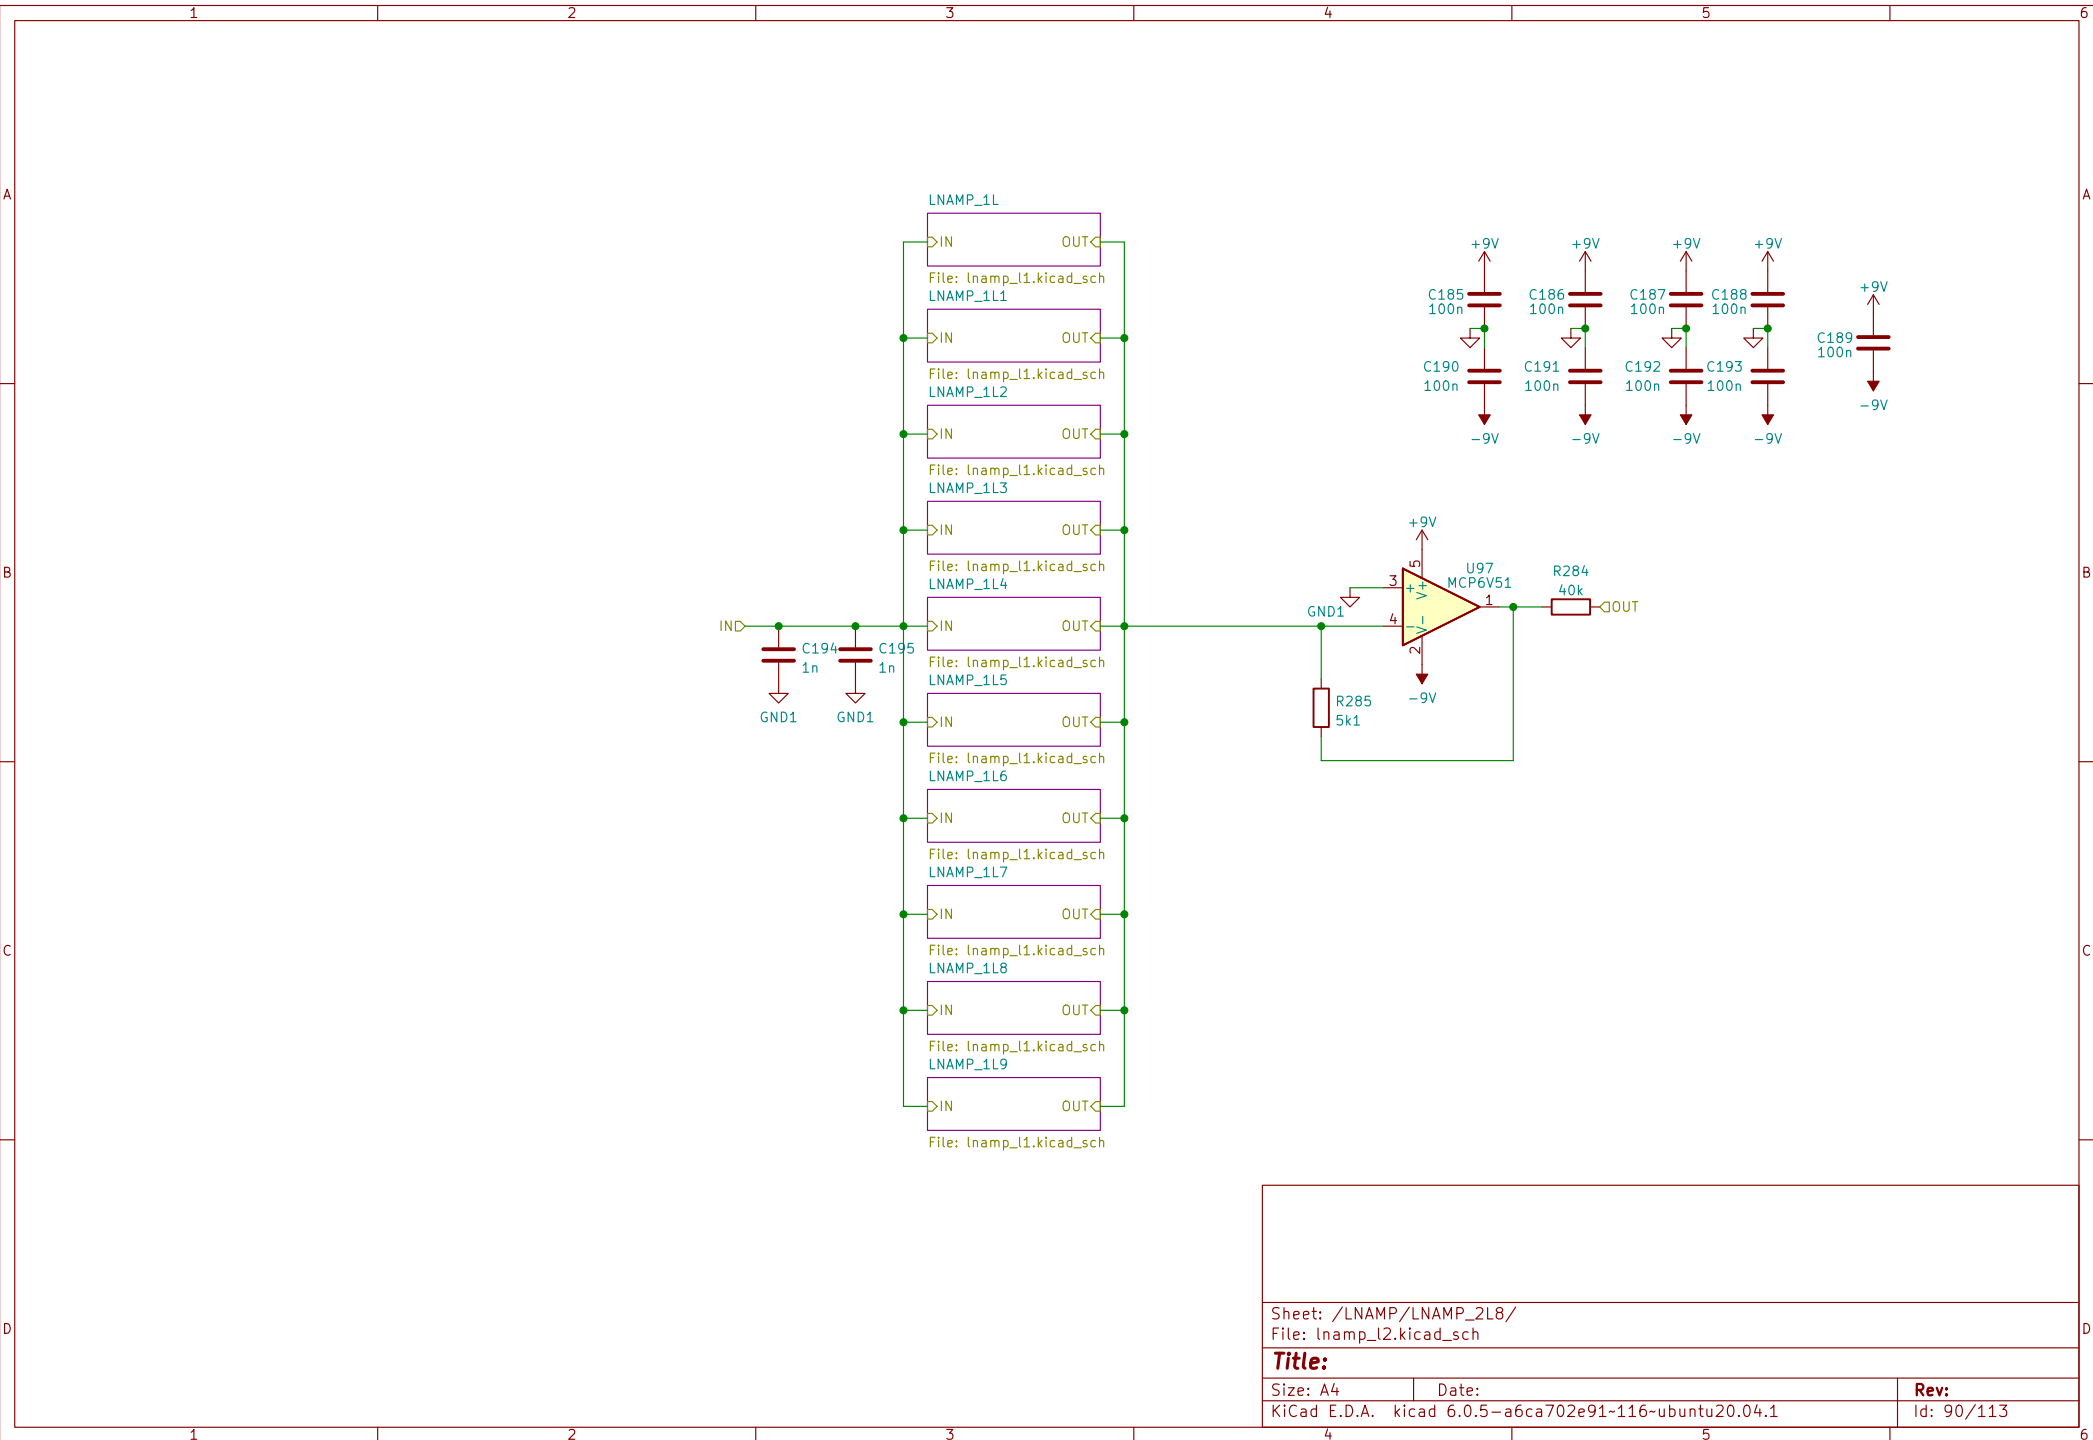 1 2 3 4 5 6
A A
B B
C C
D D
LNAMP_1L
IN OUT
File: lnamp_l1.kicad_sch
LNAMP_1L1
IN OUT
File: lnamp_l1.kicad_sch
LNAMP_1L2
IN OUT
File: lnamp_l1.kicad_sch
LNAMP_1L3
IN OUT
File: lnamp_l1.kicad_sch
LNAMP_1L4
IN OUT
File: lnamp_l1.kicad_sch
LNAMP_1L5
IN OUT
File: lnamp_l1.kicad_sch
LNAMP_1L6
IN OUT
File: lnamp_l1.kicad_sch
LNAMP_1L7
IN OUT
File: lnamp_l1.kicad_sch
LNAMP_1L8
IN OUT
File: lnamp_l1.kicad_sch
LNAMP_1L9
IN OUT
File: lnamp_l1.kicad_sch
IN
C194
1n
GND1
C195
1n
GND1
+9V +9V +9V +9V
C185 C186 C187 C188
100n 100n 100n 100n
C190 C191 C192 C193
100n 100n 100n 100n
-9V -9V -9V -9V
+9V
C189
100n
-9V
+9V
5
U97
MCP6V51
3 + V+
1
4 - V-
2
-9V
GND1
R284
40k
OUT
R285
5k1
Sheet: /LNAMP/LNAMP_2L8/
File: lnamp_l2.kicad_sch
Title:
Size: A4 Date: Rev:
KiCad E.D.A. kicad 6.0.5-a6ca702e91~116~ubuntu20.04.1 Id: 90/113
1 2 3 4 5 6